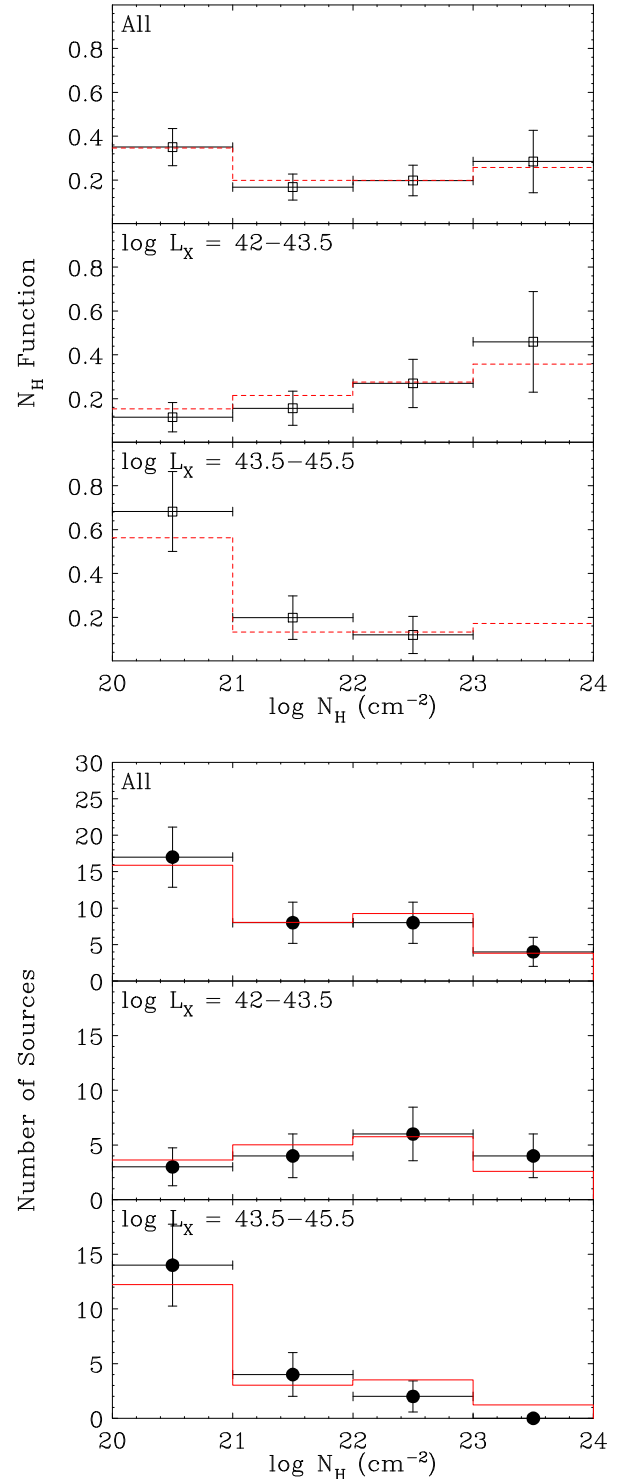 All
0.8
0.6
0.4
0.2
log L_X = 42−43.5
0.8
0.6
0.4
0.2
N_H Function
log L_X = 43.5−45.5
0.8
0.6
0.4
0.2
20 21 22 23 24
log N_H (cm⁻²)
All
30
25
20
15
10
5
0
log L_X = 42−43.5
15
10
5
0
Number of Sources
log L_X = 43.5−45.5
15
10
5
0
20 21 22 23 24
log N_H (cm⁻²)